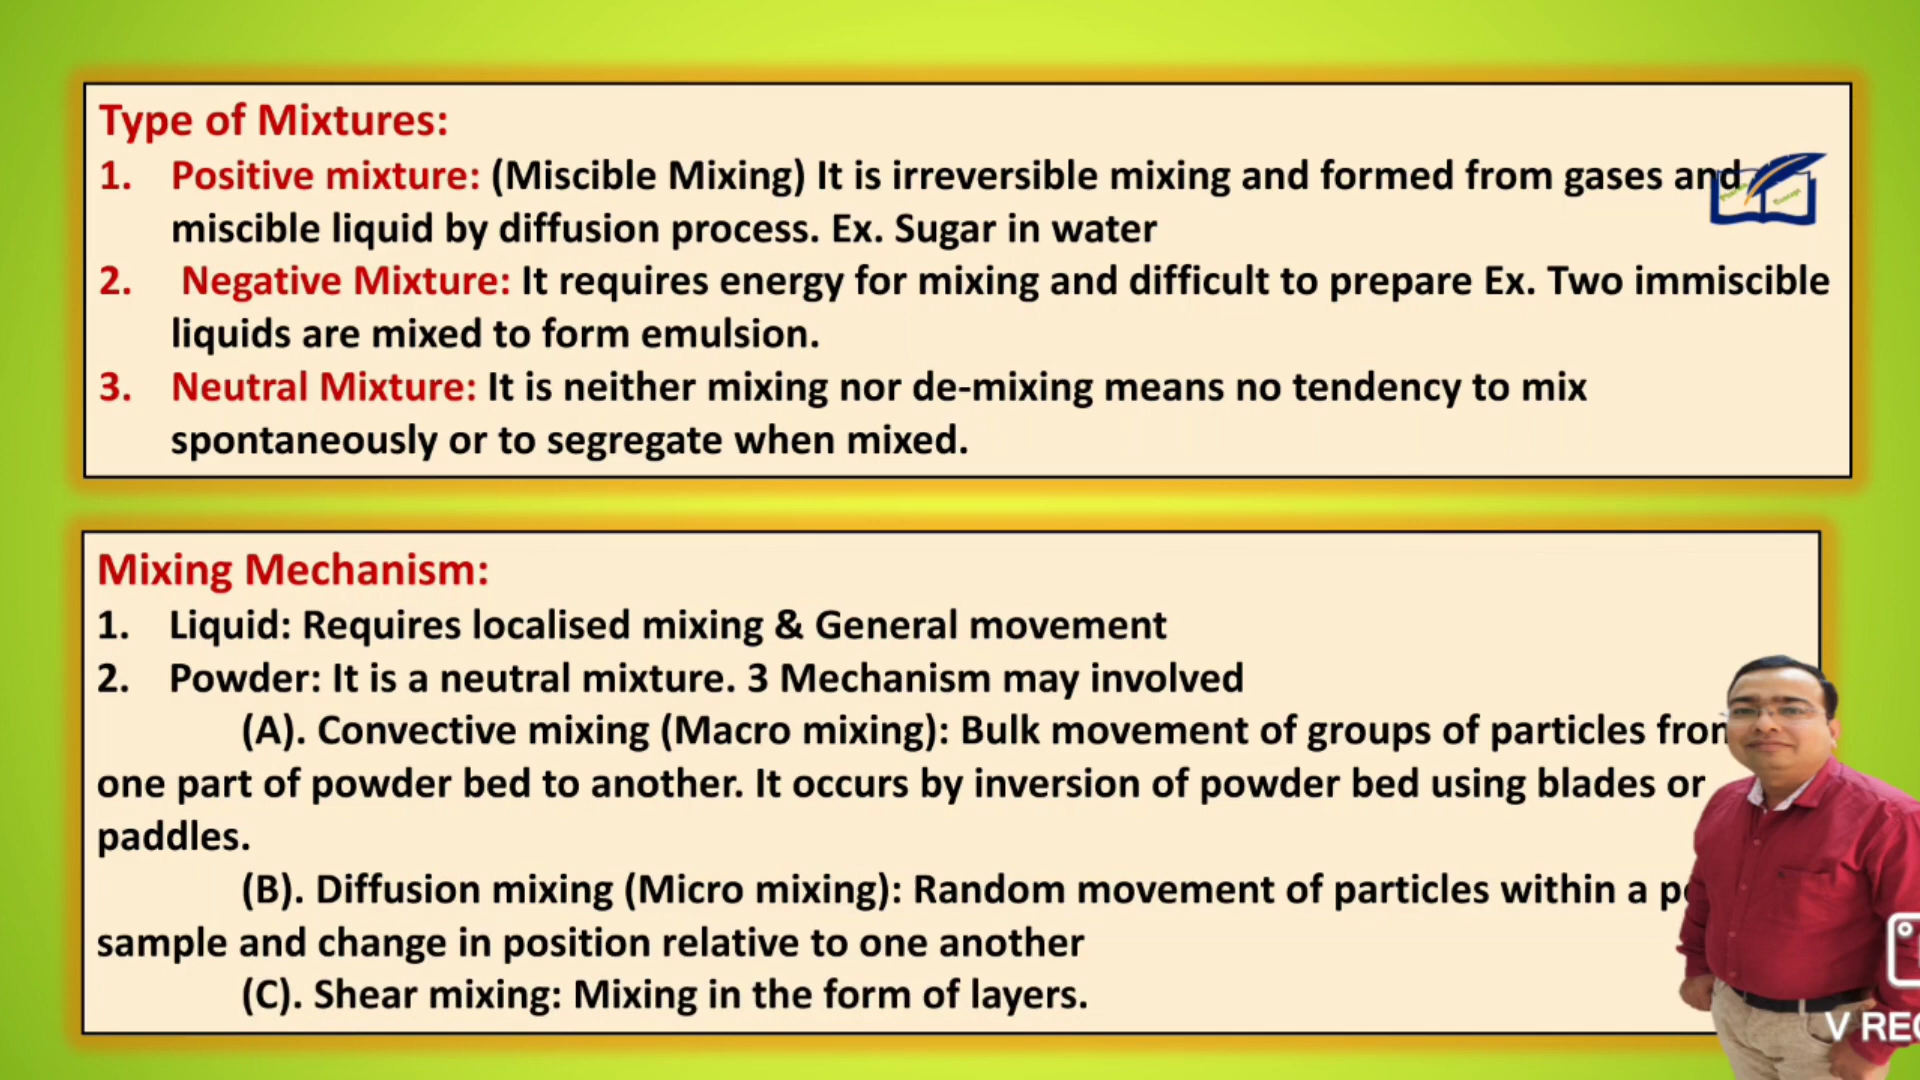 Type of Mixtures:
1. Positive mixture: (Miscible Mixing) It is irreversible mixing and formed from gases and
miscible liquid by diffusion process. Ex. Sugar in water
2. Negative Mixture: It requires energy for mixing and difficult to prepare Ex. Two immiscible
liquids are mixed to form emulsion.
3. Neutral Mixture: It is neither mixing nor de-mixing means no tendency to mix
spontaneously or to segregate when mixed.
Mixing Mechanism:
1. Liquid: Requires localised mixing & General movement
2. Powder: It is a neutral mixture. 3 Mechanism may involved
(A). Convective mixing (Macro mixing): Bulk movement of groups of particles from
one part of powder bed to another. It occurs by inversion of powder bed using blades or
paddles.
(B). Diffusion mixing (Micro mixing): Random movement of particles within a
sample and change in position relative to one another
(C). Shear mixing: Mixing in the form of layers.
V REC